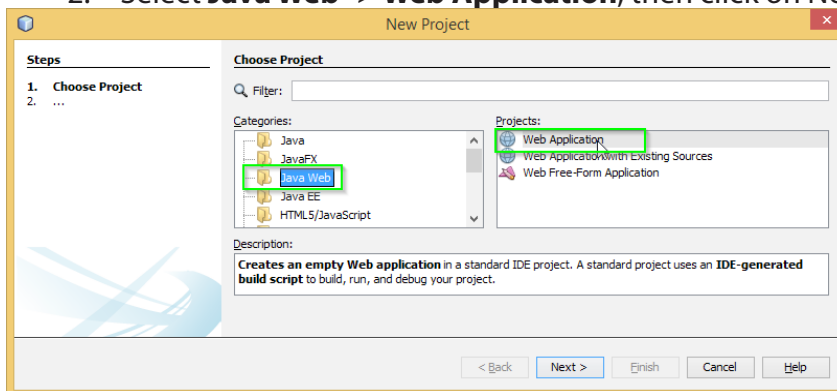 2. Select Java Web -> Web Application, then click on Ne
New Project
Steps
1. Choose Project
2. ...
Choose Project
Filter:
Categories:
Java
JavaFX
Java Web
Java EE
HTML5/JavaScript
Projects:
Web Application
Web Application with Existing Sources
Web Free-Form Application
Description:
Creates an empty Web application in a standard IDE project. A standard project uses an IDE-generated
build script to build, run, and debug your project.
< Back
Next >
Finish
Cancel
Help